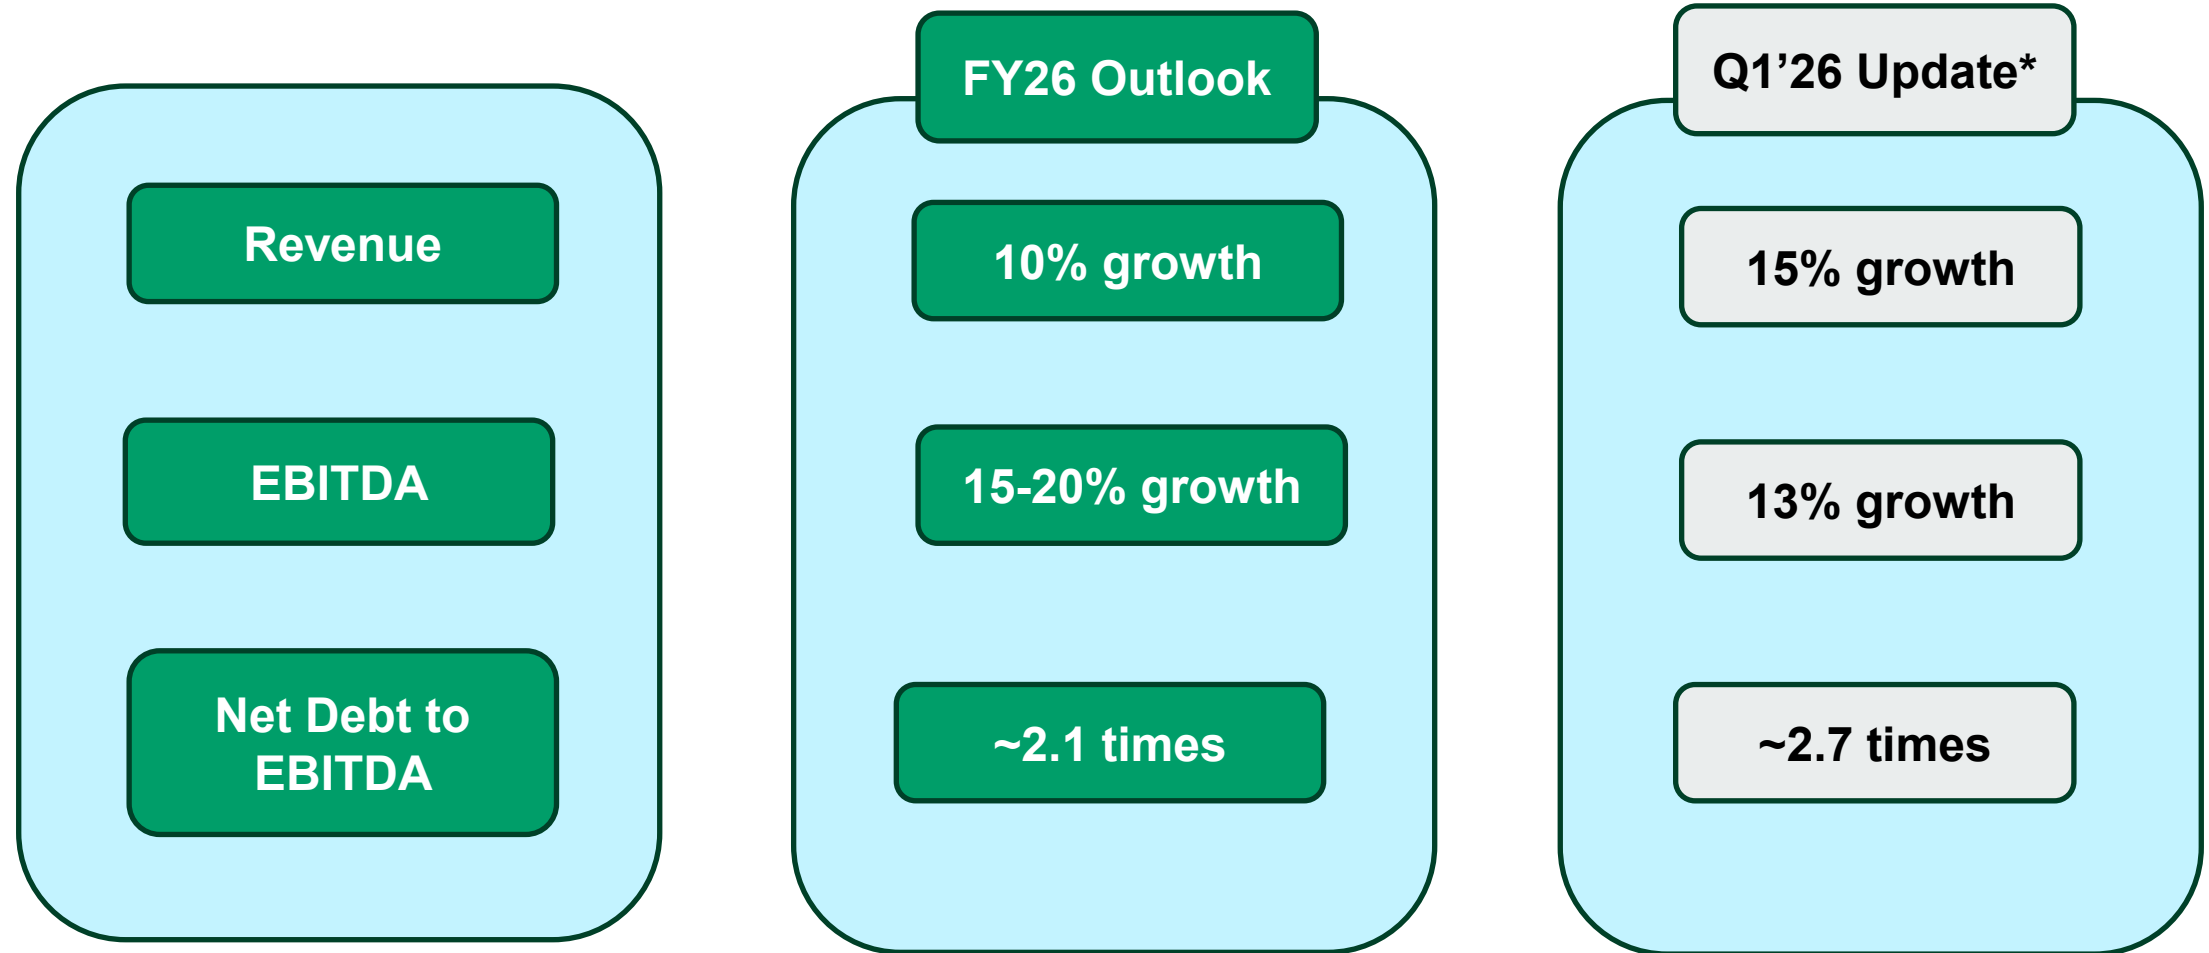 FY26 Outlook
Q1’26 Update*
Revenue
10% growth
15% growth
EBITDA
15-20% growth
13% growth
Net Debt to
EBITDA
~2.1 times
~2.7 times